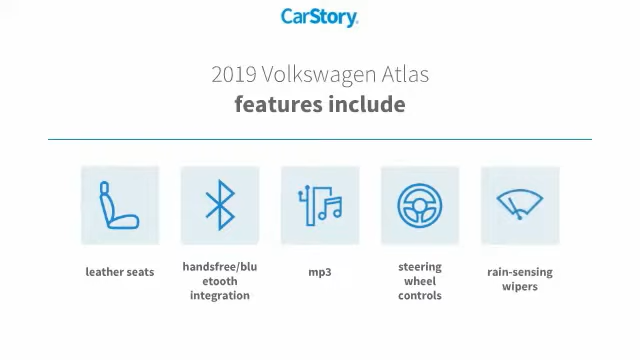 CarStory.
2019 Volkswagen Atlas
features include
leather seats
handsfree/blu
etooth
integration
mp3
steering
wheel
controls
rain-sensing
wipers